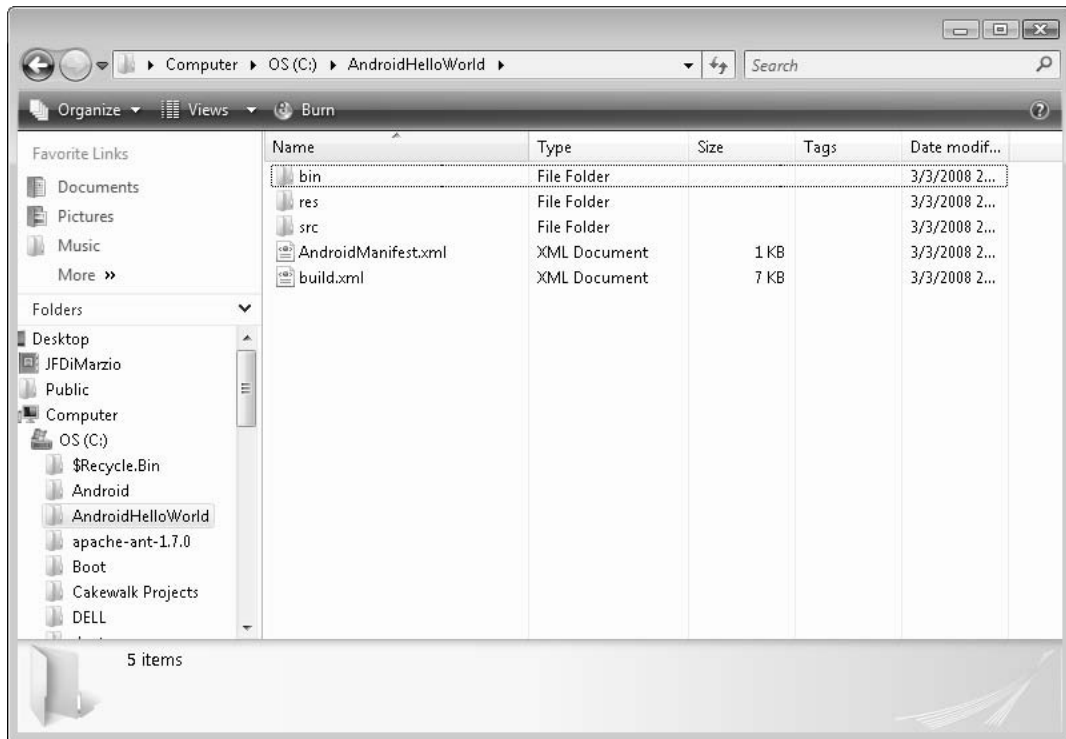 Computer OS (C:) AndroidHelloWorld Search
Organize Views Burn
Favorite Links
Documents
Pictures
Music
More »
Folders
Desktop
JFDiMarzio
Public
Computer
OS (C:)
$Recycle.Bin
Android
AndroidHelloWorld
apache-ant-1.7.0
Boot
Cakewalk Projects
DELL
Name Type Size Tags Date modif...
bin File Folder 3/3/2008 2...
res File Folder 3/3/2008 2...
src File Folder 3/3/2008 2...
AndroidManifest.xml XML Document 1 KB 3/3/2008 2...
build.xml XML Document 7 KB 3/3/2008 2...
5 items